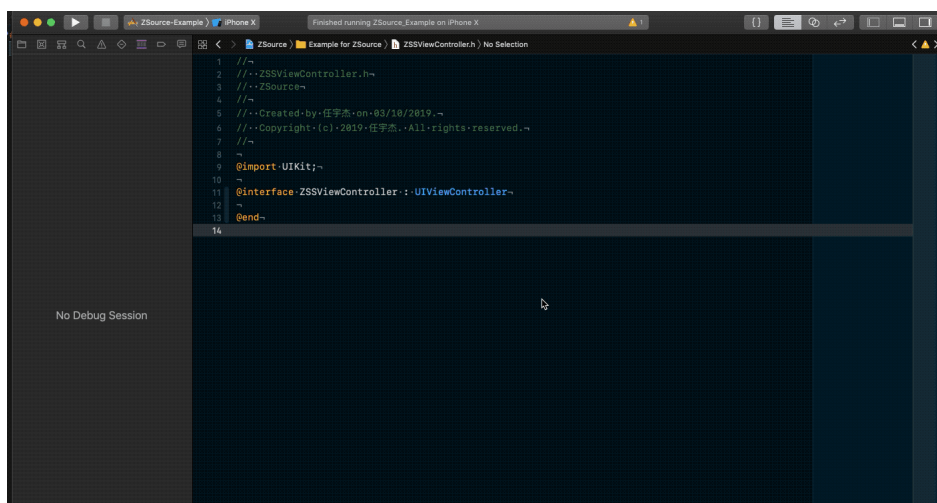 ZSource-Example 〉 iPhone X
Finished running ZSource_Example on iPhone X
1
{}
ZSource 〉 Example for ZSource 〉 h ZSSViewController.h 〉 No Selection
1 //¬
2 //··ZSSViewController.h¬
3 //··ZSource¬
4 //¬
5 //··Created·by·任宇杰·on·03/10/2019.¬
6 //··Copyright·(c)·2019·任宇杰.·All·rights·reserved.¬
7 //¬
8 ¬
9 @import·UIKit;¬
10 ¬
11 @interface·ZSSViewController·:·UIViewController¬
12 ¬
13 @end¬
14
No Debug Session